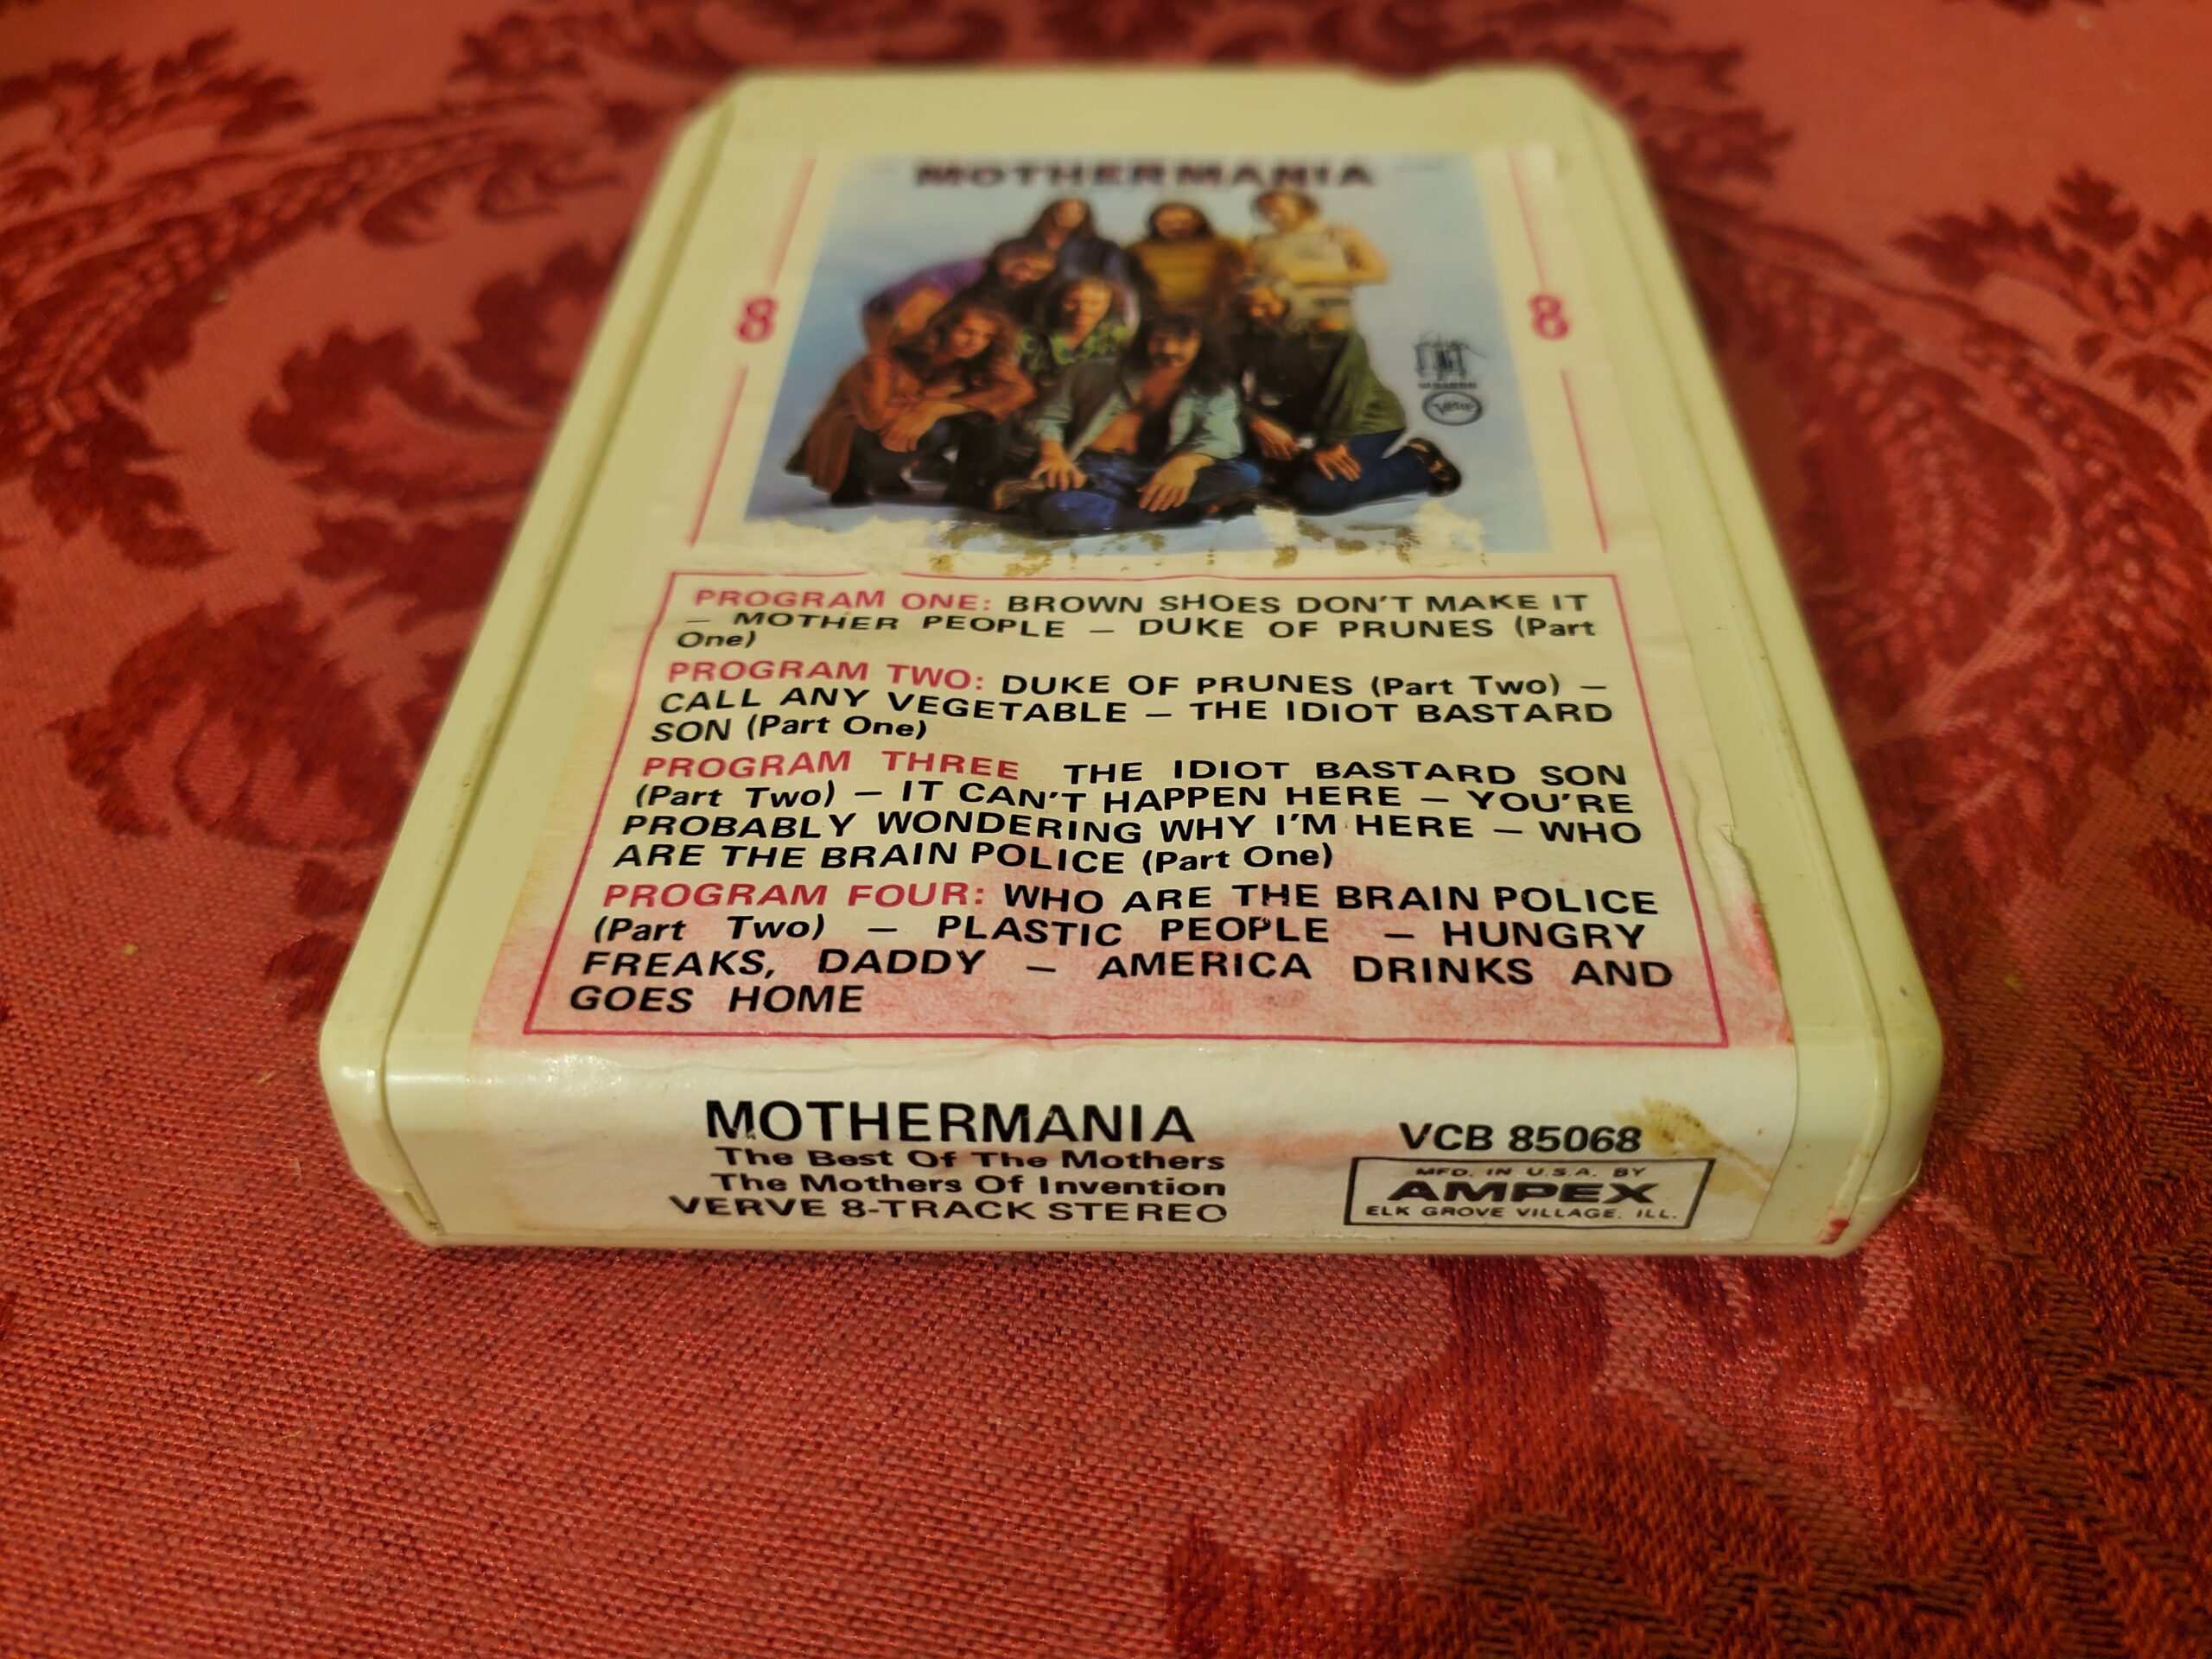 MOTHERMANIA
8
8
Verve
PROGRAM ONE: BROWN SHOES DON'T MAKE IT
— MOTHER PEOPLE — DUKE OF PRUNES (Part
One)
PROGRAM TWO: DUKE OF PRUNES (Part Two) —
CALL ANY VEGETABLE — THE IDIOT BASTARD
SON (Part One)
PROGRAM THREE THE IDIOT BASTARD SON
(Part Two) — IT CAN'T HAPPEN HERE — YOU'RE
PROBABLY WONDERING WHY I'M HERE — WHO
ARE THE BRAIN POLICE (Part One)
PROGRAM FOUR: WHO ARE THE BRAIN POLICE
(Part Two) — PLASTIC PEOPLE — HUNGRY
FREAKS, DADDY — AMERICA DRINKS AND
GOES HOME
MOTHERMANIA
The Best Of The Mothers
The Mothers Of Invention
VERVE 8-TRACK STEREO
VCB 85068
MFD. IN U.S.A. BY
AMPEX
ELK GROVE VILLAGE, ILL.